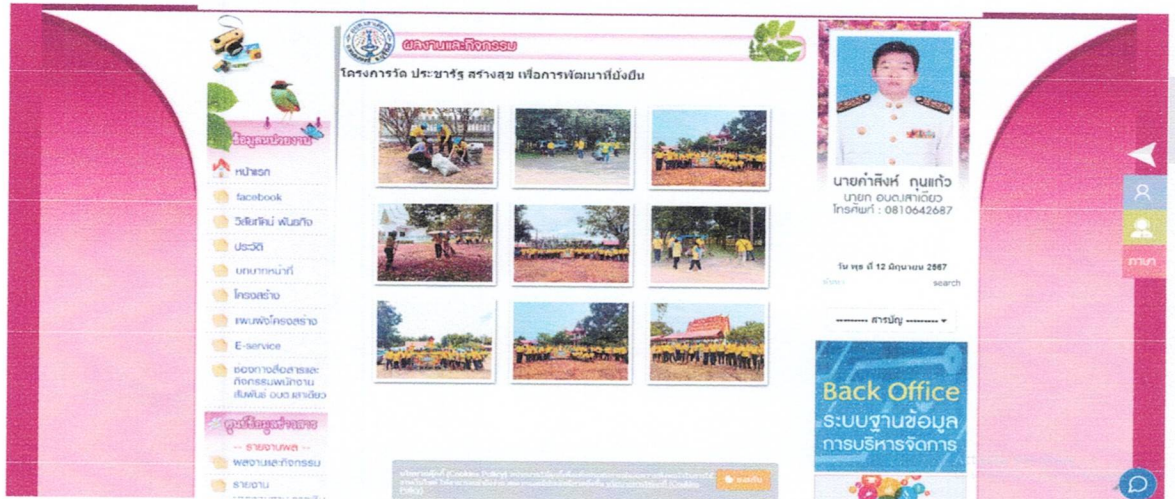 ผลงานและกิจกรรม
โครงการวัด ประชารัฐ สร้างสุข เพื่อการพัฒนาที่ยั่งยืน
ข้อมูลหน่วยงาน
หน้าแรก
facebook
วิสัยทัศน์ พันธกิจ
ประวัติ
บทบาทหน้าที่
โครงสร้าง
แผนผังโครงสร้าง
E-service
ช่องทางสื่อสารและ
กิจกรรมพนักงาน
สัมพันธ์ อบต.เสาเดียว
ศูนย์ข้อมูลข่าวสาร
-- รายงานผล --
ผลงานและกิจกรรม
รายงาน
นายคำสิงห์ ถุนแก้ว
นายก อบต.เสาเดียว
โทรศัพท์ : 0810642687
วัน พุธ ที่ 12 มิถุนายน 2567
search
---------- สารบัญ ----------
Back Office
ระบบฐานข้อมูล
การบริหารจัดการ
ภาษา